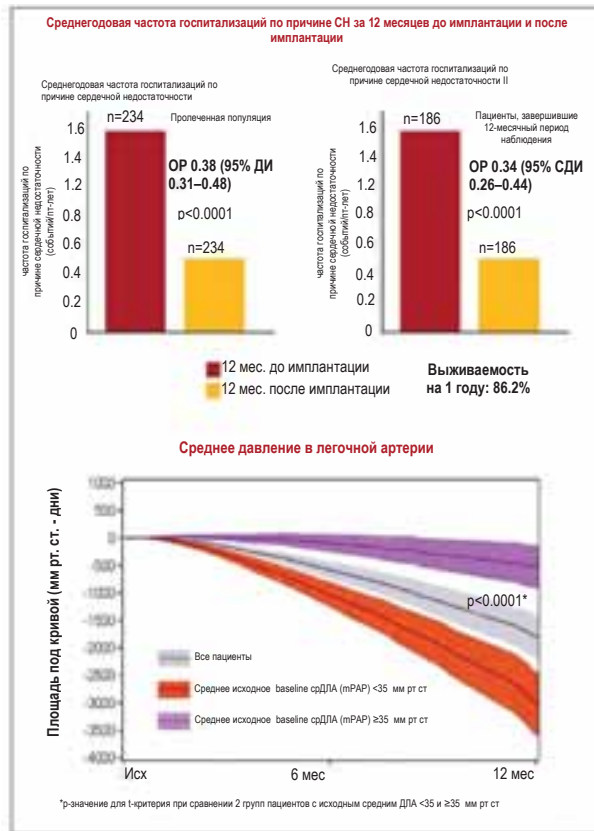 Среднегодовая частота госпитализаций по причине СН за 12 месяцев до имплантации и после
имплантации
Среднегодовая частота госпитализаций по
причине сердечной недостаточности
n=234
Пролеченная популяция
ОР 0.38 (95% ДИ
0.31–0.48)
p<0.0001
n=234
частота госпитализаций по
причине сердечной недостаточности
(событий/пт-лет)
1.6
1.4
1.2
0.8
0.6
0.4
0.2
0
Среднегодовая частота госпитализаций по
причине сердечной недостаточности II
n=186
Пациенты, завершившие
12-месячный период
наблюдения
ОР 0.34 (95% СДИ
0.26–0.44)
p<0.0001
n=186
частота госпитализаций по
причине сердечной недостаточности
(событий/пт-лет)
1.6
1.4
1.2
0.8
0.6
0.4
0.2
0
12 мес. до имплантации
12 мес. после имплантации
Выживаемость
на 1 году: 86.2%
Среднее давление в легочной артерии
Площадь под кривой (мм рт. ст. - дни)
1000
500
0
-500
-1000
-1500
-2000
-2500
-3000
-3500
-4000
p<0.0001*
Все пациенты
Среднее исходное baseline срДЛА (mPAP) <35 мм рт ст
Среднее исходное baseline срДЛА (mPAP) ≥35 мм рт ст
Исх
6 мес
12 мес
*p-значение для t-критерия при сравнении 2 групп пациентов с исходным средним ДЛА <35 и ≥35 мм рт ст